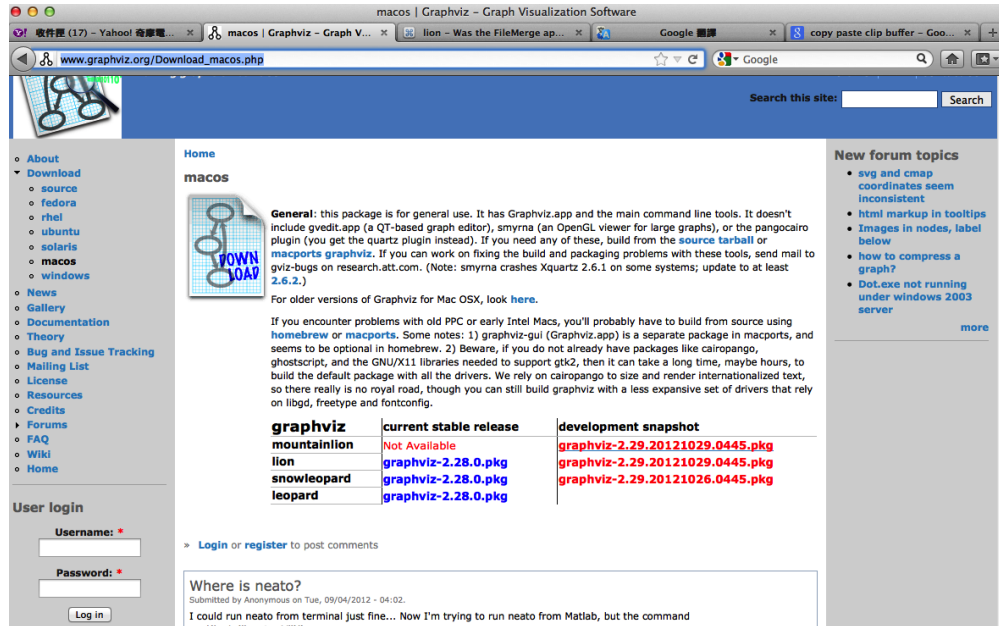 macos | Graphviz – Graph Visualization Software
收件匣 (17) – Yahoo! 奇摩電...
macos | Graphviz – Graph V...
lion – Was the FileMerge ap...
Google 翻譯
copy paste clip buffer – Goo...
www.graphviz.org/Download_macos.php
Google
Search this site:
Search
About
Download
source
fedora
rhel
ubuntu
solaris
macos
windows
News
Gallery
Documentation
Theory
Bug and Issue Tracking
Mailing List
License
Resources
Credits
Forums
FAQ
Wiki
Home
User login
Username: *
Password: *
Log in
Home
macos
DOWN
LOAD
General: this package is for general use. It has Graphviz.app and the main command line tools. It doesn't
include gvedit.app (a QT-based graph editor), smyrna (an OpenGL viewer for large graphs), or the pangocairo
plugin (you get the quartz plugin instead). If you need any of these, build from the source tarball or
macports graphviz. If you can work on fixing the build and packaging problems with these tools, send mail to
gviz-bugs on research.att.com. (Note: smyrna crashes Xquartz 2.6.1 on some systems; update to at least
2.6.2.)
For older versions of Graphviz for Mac OSX, look here.
If you encounter problems with old PPC or early Intel Macs, you'll probably have to build from source using
homebrew or macports. Some notes: 1) graphviz-gui (Graphviz.app) is a separate package in macports, and
seems to be optional in homebrew. 2) Beware, if you do not already have packages like cairopango,
ghostscript, and the GNU/X11 libraries needed to support gtk2, then it can take a long time, maybe hours, to
build the default package with all the drivers. We rely on cairopango to size and render internationalized text,
so there really is no royal road, though you can still build graphviz with a less expensive set of drivers that rely
on libgd, freetype and fontconfig.
graphviz current stable release development snapshot
mountainlion Not Available graphviz-2.29.20121029.0445.pkg
lion graphviz-2.28.0.pkg graphviz-2.29.20121029.0445.pkg
snowleopard graphviz-2.28.0.pkg graphviz-2.29.20121026.0445.pkg
leopard graphviz-2.28.0.pkg
» Login or register to post comments
Where is neato?
Submitted by Anonymous on Tue, 09/04/2012 - 04:02.
I could run neato from terminal just fine... Now I'm trying to run neato from Matlab, but the command
New forum topics
svg and cmap
coordinates seem
inconsistent
html markup in tooltips
Images in nodes, label
below
how to compress a
graph?
Dot.exe not running
under windows 2003
server
more